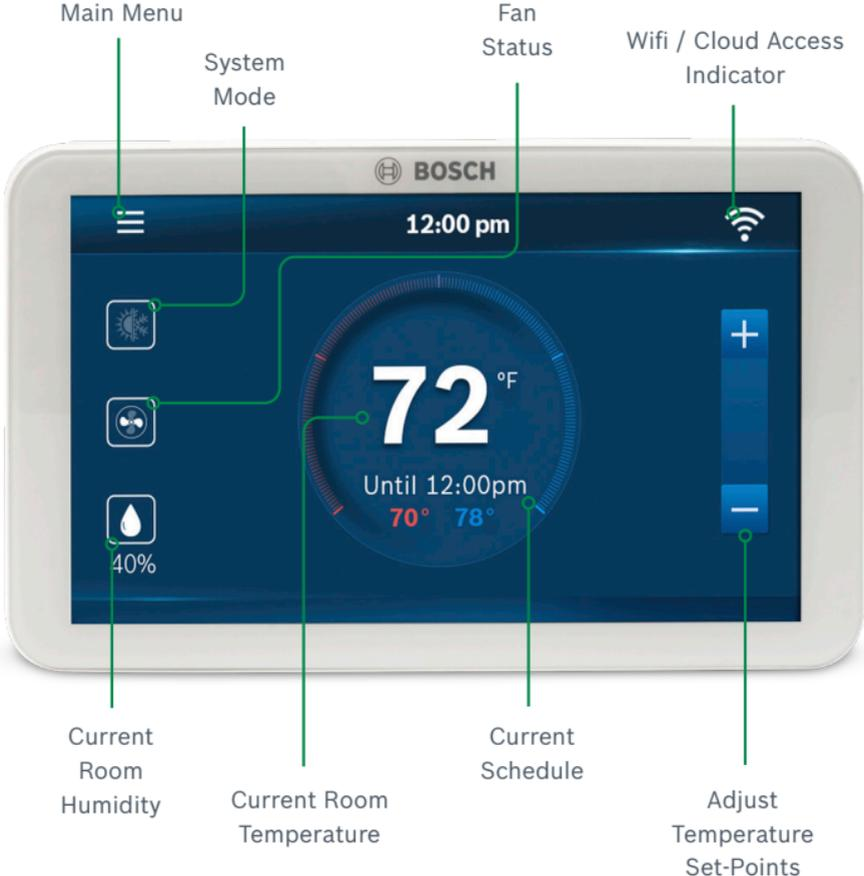 Main Menu
Fan
Status
System
Mode
Wifi / Cloud Access
Indicator
BOSCH
12:00 pm
72 °F
Until 12:00pm
70° 78°
40%
+
−
Current
Room
Humidity
Current Room
Temperature
Current
Schedule
Adjust
Temperature
Set-Points